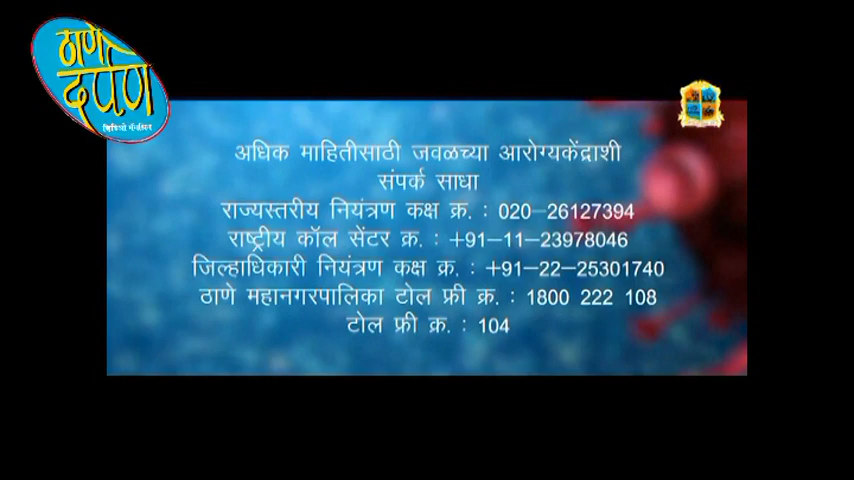 ठाणे
दर्पण
अधिक माहितीसाठी जवळच्या आरोग्यकेंद्राशी
संपर्क साधा
राज्यस्तरीय नियंत्रण कक्ष क्र. : 020-26127394
राष्ट्रीय कॉल सेंटर क्र. : +91-11-23978046
जिल्हाधिकारी नियंत्रण कक्ष क्र. : +91-22-25301740
ठाणे महानगरपालिका टोल फ्री क्र. : 1800 222 108
टोल फ्री क्र. : 104